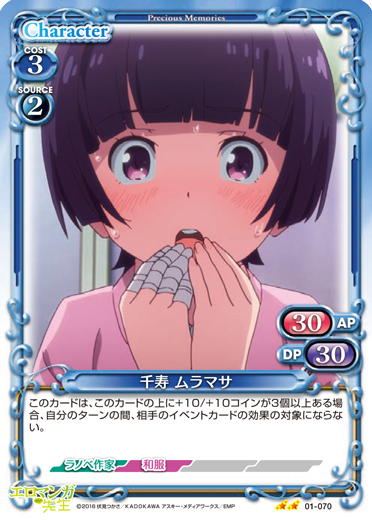 Precious Memories
Character
COST
3
SOURCE
2
30 AP
DP 30
千寿 ムラマサ
このカードは、このカードの上に+10/+10コインが3個以上ある場
合、自分のターンの間、相手のイベントカードの効果の対象にならな
い。
ラノベ作家 和服
エロマンガ
先生
©2016 伏見つかさ/KADOKAWA アスキー・メディアワークス/EMP
01-070